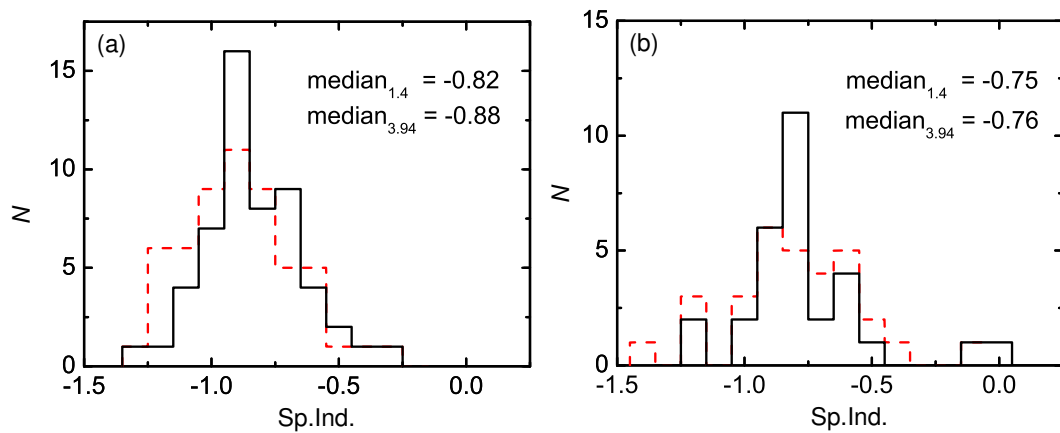 (a)
median1.4 = -0.82
median3.94 = -0.88
15
10
5
0
N
-1.5 -1.0 -0.5 0.0
Sp.Ind.
(b)
median1.4 = -0.75
median3.94 = -0.76
15
10
5
0
N
-1.5 -1.0 -0.5 0.0
Sp.Ind.